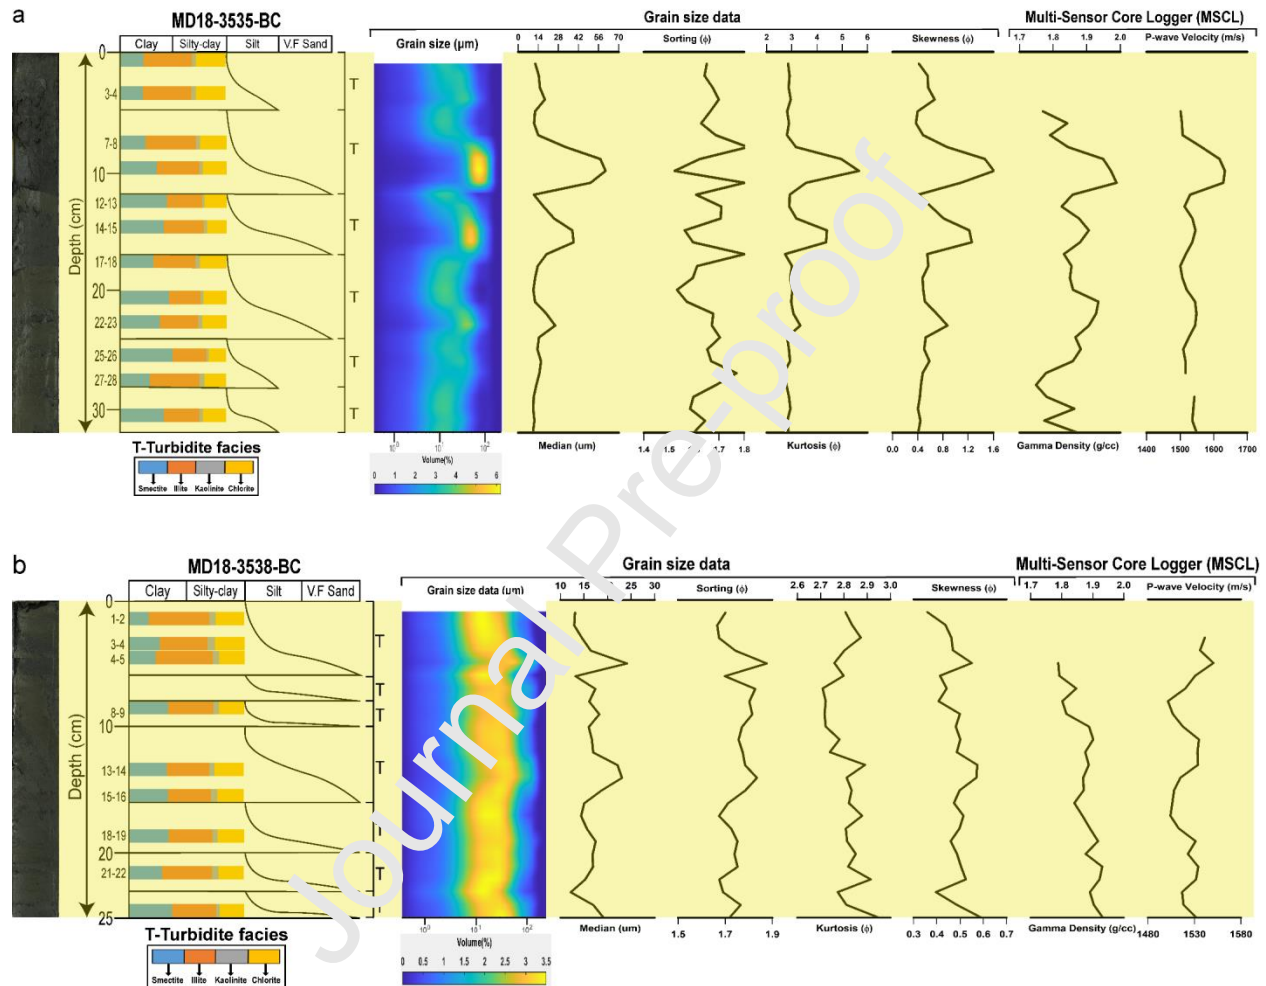 a
MD18-3535-BC
Grain size data
Multi-Sensor Core Logger (MSCL)
Clay Silty-clay Silt V.F Sand
Grain size (µm)
0 14 28 42 56 70
Sorting (ϕ)
2 3 4 5 6
Skewness (ϕ)
1.7 1.8 1.9 2.0
P-wave Velocity (m/s)
Depth (cm)
0
3-4
7-8
10
12-13
14-15
17-18
20
22-23
25-26
27-28
30
T
T
T
T
T
T
T-Turbidite facies
Smectite Illite Kaolinite Chlorite
10⁰ 10¹ 10²
Volume(%)
0 1 2 3 4 5 6
Median (um)
1.4 1.5 1.7 1.8
Kurtosis (ϕ)
0.0 0.4 0.8 1.2 1.6
Gamma Density (g/cc)
1400 1500 1600 1700
Journal Pre-proof
b
MD18-3538-BC
Grain size data
Multi-Sensor Core Logger (MSCL)
Clay Silty-clay Silt V.F Sand
Grain size data (µm)
10 15 25 30
Sorting (ϕ)
2.6 2.7 2.8 2.9 3.0
Skewness (ϕ)
1.7 1.8 1.9 2.0
P-wave Velocity (m/s)
Depth (cm)
0
1-2
3-4
4-5
8-9
10
13-14
15-16
18-19
20
21-22
25
T
T
T
T
T
T-Turbidite facies
Smectite Illite Kaolinite Chlorite
10⁰ 10¹ 10²
Volume(%)
0 0.5 1 1.5 2 2.5 3 3.5
Median (um)
1.5 1.7 1.9
Kurtosis (ϕ)
0.3 0.4 0.5 0.6 0.7
Gamma Density (g/cc)
1480 1530 1580